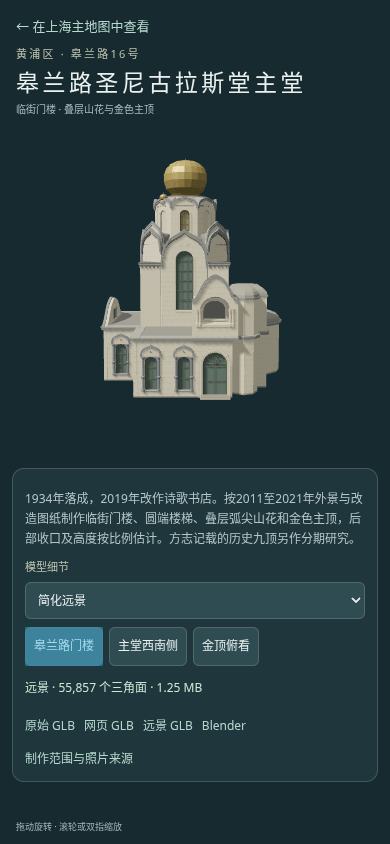 ← 在上海主地图中查看
黄浦区 · 皋兰路16号
皋兰路圣尼古拉斯堂主堂
临街门楼 · 叠层山花与金色主顶
1934年落成，2019年改作诗歌书店。按2011至2021年外景与改
造图纸制作临街门楼、圆端楼梯、叠层弧尖山花和金色主顶，后
部收口及高度按比例估计。方志记载的历史九顶另作分期研究。
模型细节
简化远景
皋兰路门楼 主堂西南侧 金顶俯看
远景 · 55,857 个三角面 · 1.25 MB
原始 GLB 网页 GLB 远景 GLB Blender
制作范围与照片来源
拖动旋转 · 滚轮或双指缩放